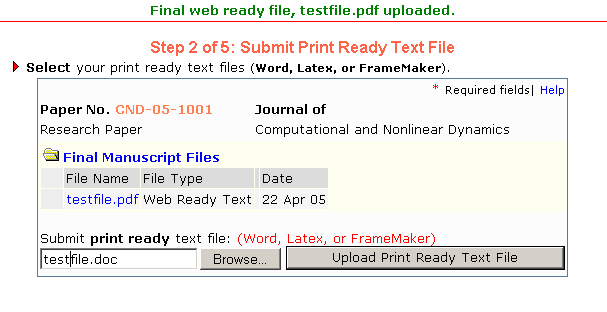 Final web ready file, testfile.pdf uploaded.
Step 2 of 5: Submit Print Ready Text File
Select your print ready text files (Word, Latex, or FrameMaker).
* Required fields| Help
Paper No. CND-05-1001 Journal of
Research Paper Computational and Nonlinear Dynamics
Final Manuscript Files
File Name File Type Date
testfile.pdf Web Ready Text 22 Apr 05
Submit print ready text file: (Word, Latex, or FrameMaker)
testfile.doc Browse... Upload Print Ready Text File